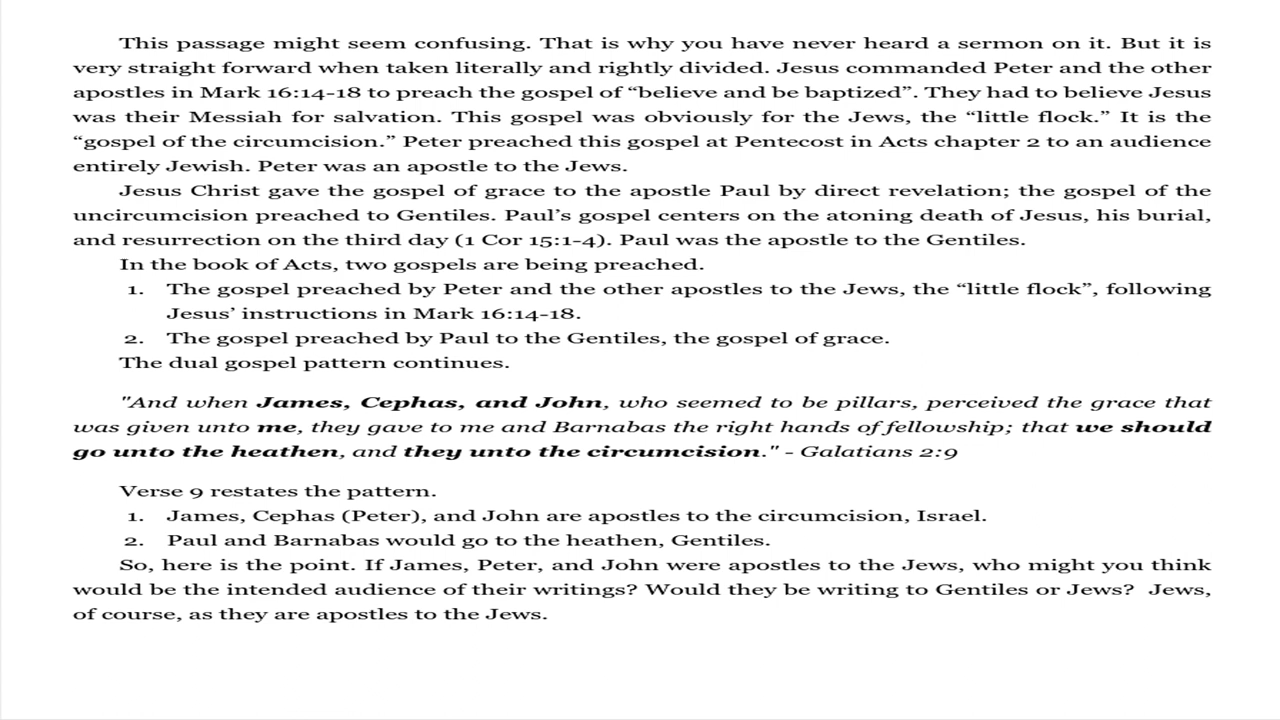 This passage might seem confusing. That is why you have never heard a sermon on it. But it is
very straight forward when taken literally and rightly divided. Jesus commanded Peter and the other
apostles in Mark 16:14-18 to preach the gospel of “believe and be baptized”. They had to believe Jesus
was their Messiah for salvation. This gospel was obviously for the Jews, the “little flock.” It is the
“gospel of the circumcision.” Peter preached this gospel at Pentecost in Acts chapter 2 to an audience
entirely Jewish. Peter was an apostle to the Jews.
Jesus Christ gave the gospel of grace to the apostle Paul by direct revelation; the gospel of the
uncircumcision preached to Gentiles. Paul’s gospel centers on the atoning death of Jesus, his burial,
and resurrection on the third day (1 Cor 15:1-4). Paul was the apostle to the Gentiles.
In the book of Acts, two gospels are being preached.
1. The gospel preached by Peter and the other apostles to the Jews, the “little flock”, following
Jesus’ instructions in Mark 16:14-18.
2. The gospel preached by Paul to the Gentiles, the gospel of grace.
The dual gospel pattern continues.
"And when James, Cephas, and John, who seemed to be pillars, perceived the grace that
was given unto me, they gave to me and Barnabas the right hands of fellowship; that we should
go unto the heathen, and they unto the circumcision." - Galatians 2:9
Verse 9 restates the pattern.
1. James, Cephas (Peter), and John are apostles to the circumcision, Israel.
2. Paul and Barnabas would go to the heathen, Gentiles.
So, here is the point. If James, Peter, and John were apostles to the Jews, who might you think
would be the intended audience of their writings? Would they be writing to Gentiles or Jews?  Jews,
of course, as they are apostles to the Jews.